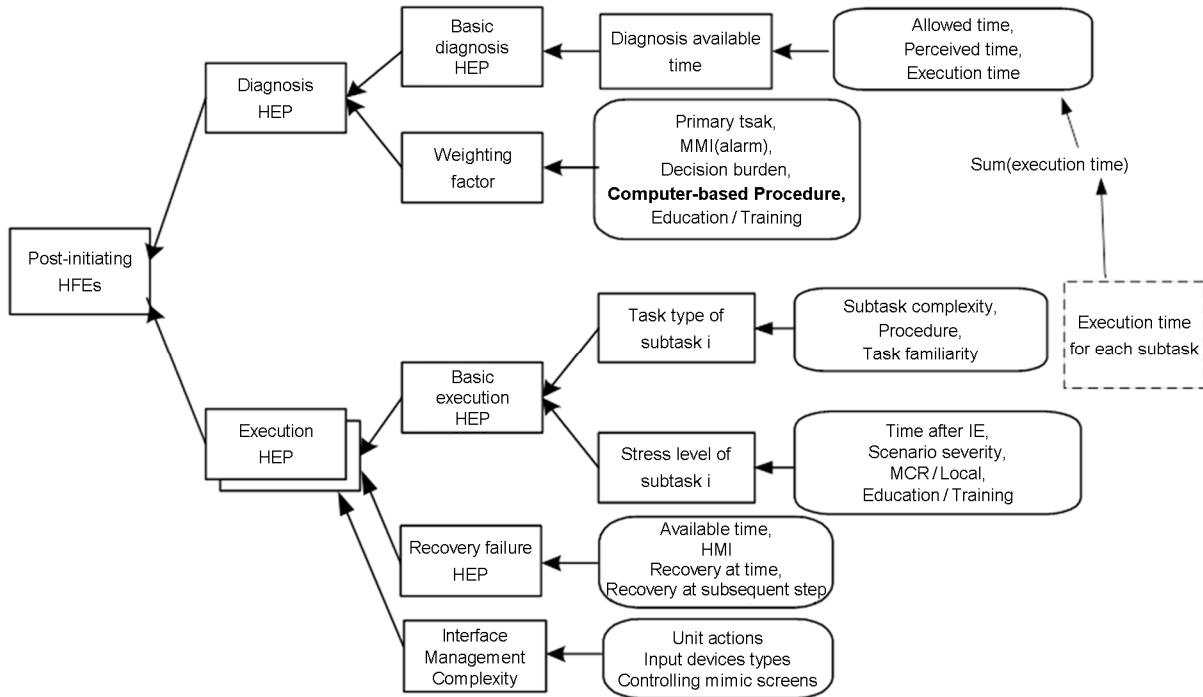 Basic
diagnosis
HEP
Diagnosis available
time
Allowed time,
Perceived time,
Execution time
Diagnosis
HEP
Weighting
factor
Primary tsak,
MMI(alarm),
Decision burden,
Computer-based Procedure,
Education / Training
Sum(execution time)
Post-initiating
HFEs
Execution time
for each subtask
Task type of
subtask i
Subtask complexity,
Procedure,
Task familiarity
Basic
execution
HEP
Execution
HEP
Stress level of
subtask i
Time after IE,
Scenario severity,
MCR / Local,
Education / Training
Recovery failure
HEP
Available time,
HMI
Recovery at time,
Recovery at subsequent step
Interface
Management
Complexity
Unit actions
Input devices types
Controlling mimic screens